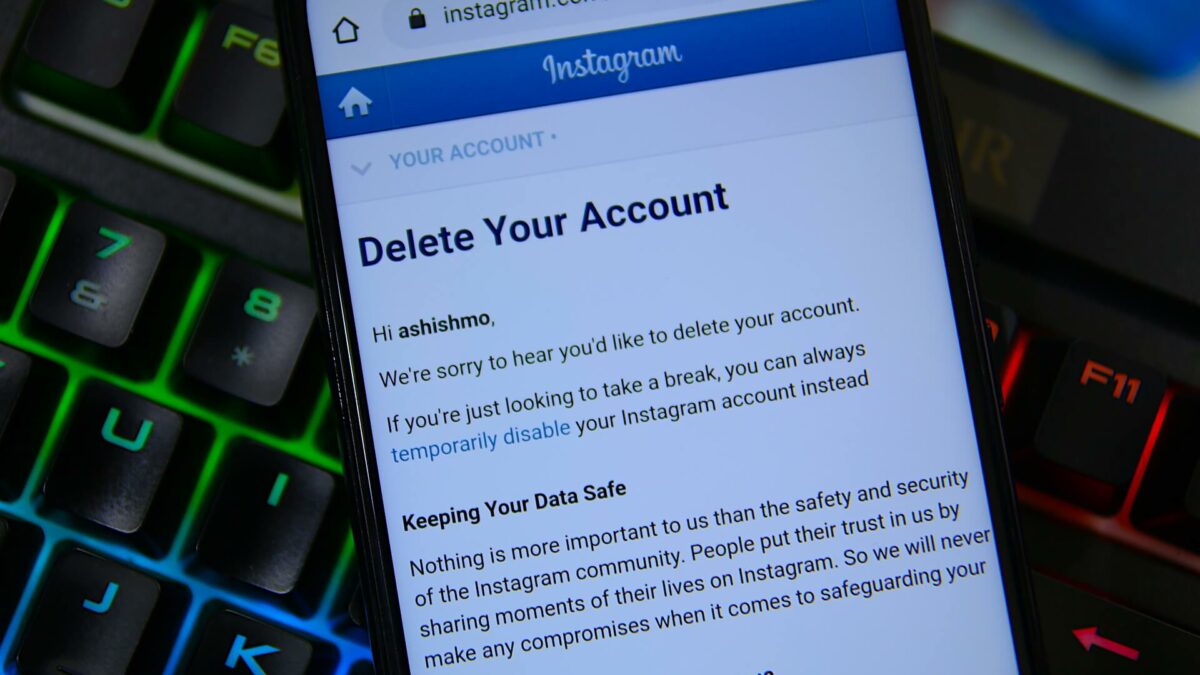 instagram.co
Instagram
YOUR ACCOUNT •
Delete Your Account
Hi ashishmo,
We're sorry to hear you'd like to delete your account.
If you're just looking to take a break, you can always
temporarily disable your Instagram account instead
Keeping Your Data Safe
Nothing is more important to us than the safety and security
of the Instagram community. People put their trust in us by
sharing moments of their lives on Instagram. So we will never
make any compromises when it comes to safeguarding your
F6
7
&
8
*
U
I
J
K
F11